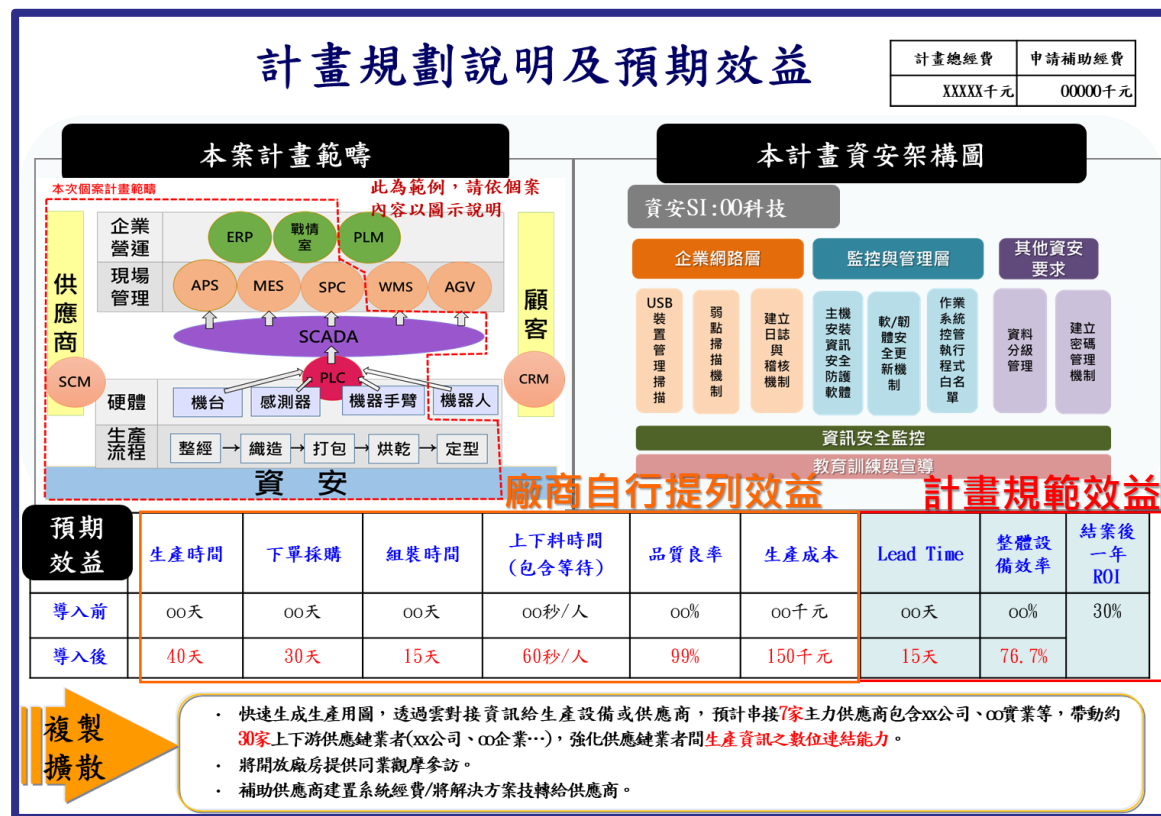 計畫規劃說明及預期效益
計畫總經費
申請補助經費
XXXXX千元
00000千元
本案計畫範疇
本次個案計畫範疇
此為範例，請依個案
內容以圖示說明
供應商
SCM
顧客
CRM
企業
營運
ERP
戰情
室
PLM
現場
管理
APS
MES
SPC
WMS
AGV
SCADA
PLC
硬體
機台
感測器
機器手臂
機器人
生產
流程
整經
織造
打包
烘乾
定型
資 安
本計畫資安架構圖
資安SI:OO科技
企業網路層
監控與管理層
其他資安
要求
USB
裝
置
管
理
掃
描
弱
點
掃
描
機
制
建立
日誌
與
稽核
機制
主機
安裝
資訊
安全
防護
軟體
軟/韌
體安
全更
新機
制
作業
系統
控管
執行
程式
白名
單
資料
分級
管理
建立
密碼
管理
機制
資訊安全監控
教育訓練與宣導
廠商自行提列效益
計畫規範效益
預期
效益
生產時間
下單採購
組裝時間
上下料時間
(包含等待)
品質良率
生產成本
Lead Time
整體設
備效率
結案後
一年
ROI
導入前
oo天
oo天
oo天
oo秒/人
oo%
oo千元
oo天
oo%
30%
導入後
40天
30天
15天
60秒/人
99%
150千元
15天
76.7%
複製
擴散
· 快速生成生產用圖，透過雲對接資訊給生產設備或供應商，預計串接7家主力供應商包含xx公司、oo實業等，帶動約
30家上下游供應鏈業者(xx公司、oo企業…)，強化供應鏈業者間生產資訊之數位連結能力。
· 將開放廠房提供同業觀摩參訪。
· 補助供應商建置系統經費/將解決方案技轉給供應商。